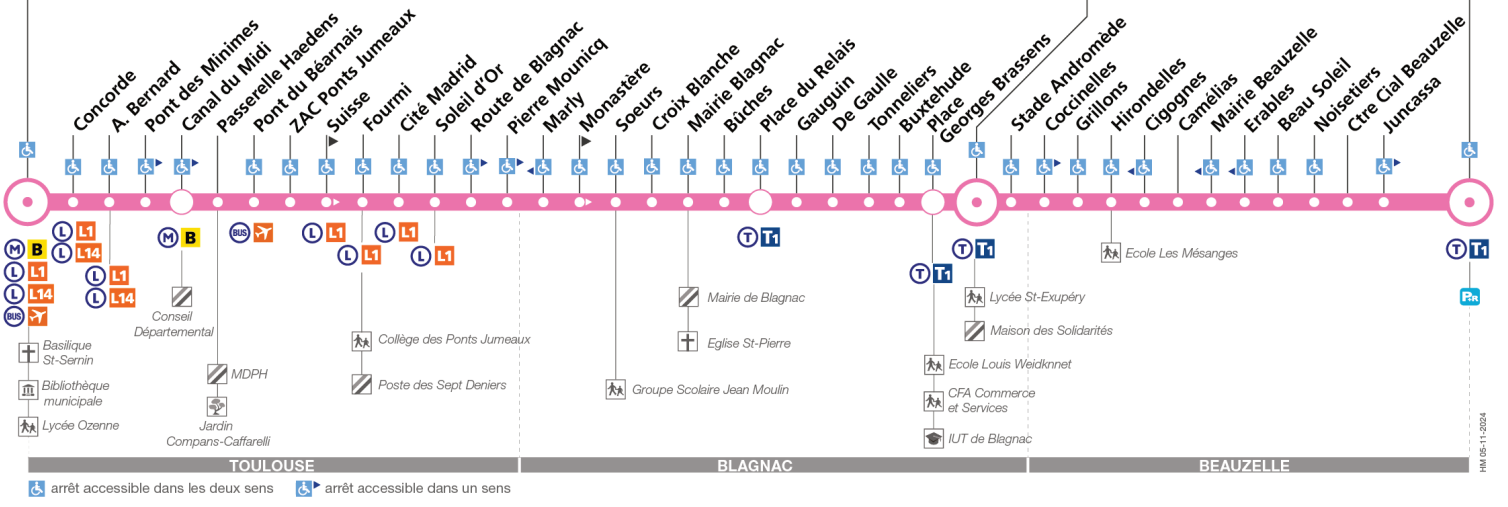 Concorde
A. Bernard
Pont des Minimes
Canal du Midi
Passerelle Haedens
Pont du Béarnais
ZAC Ponts Jumeaux
Suisse
Fourmi
Cité Madrid
Soleil d'Or
Route de Blagnac
Pierre Mounicq
Marly
Monastère
Soeurs
Croix Blanche
Mairie Blagnac
Bûches
Place du Relais
Gauguin
De Gaulle
Tonneliers
Buxtehude
Place
Georges Brassens
Stade Andromède
Coccinelles
Grillons
Hirondelles
Cigognes
Camélias
Mairie Beauzelle
Erables
Beau Soleil
Noisetiers
Ctre Cial Beauzelle
Juncassa
M B
L L1
L L14
BUS
L L1
L L14
L L1
L L14
M B
BUS
L L1
L L1
L L1
L L1
T T1
T T1
T T1
T T1
P+R
Basilique
St-Sernin
Bibliothèque
municipale
Lycée Ozenne
Conseil
Départemental
MDPH
Jardin
Compans-Caffarelli
Collège des Ponts Jumeaux
Poste des Sept Deniers
Groupe Scolaire Jean Moulin
Mairie de Blagnac
Eglise St-Pierre
Ecole Louis Weidknnet
CFA Commerce
et Services
IUT de Blagnac
Lycée St-Exupéry
Maison des Solidarités
Ecole Les Mésanges
TOULOUSE
BLAGNAC
BEAUZELLE
arrêt accessible dans les deux sens
arrêt accessible dans un sens
HM 05-11-2024